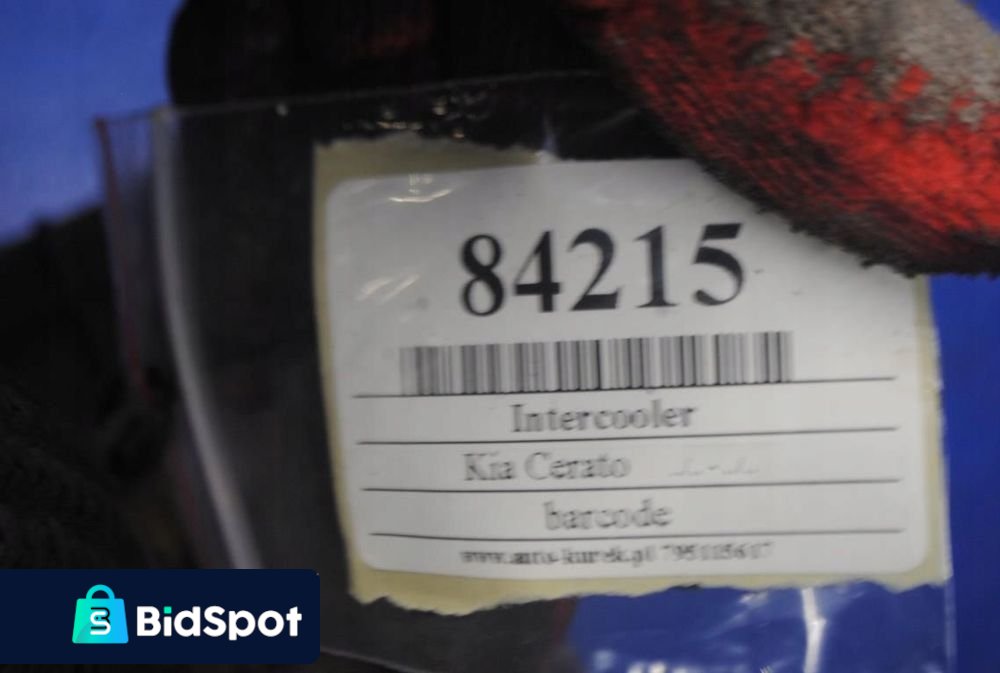 84215
Intercooler
Kia Cerato
barcode
BidSpot